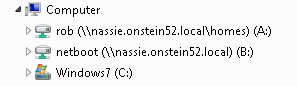 Computer
rob (\\nassie.onstein52.local\homes) (A:)
netboot (\\nassie.onstein52.local) (B:)
Windows7 (C:)